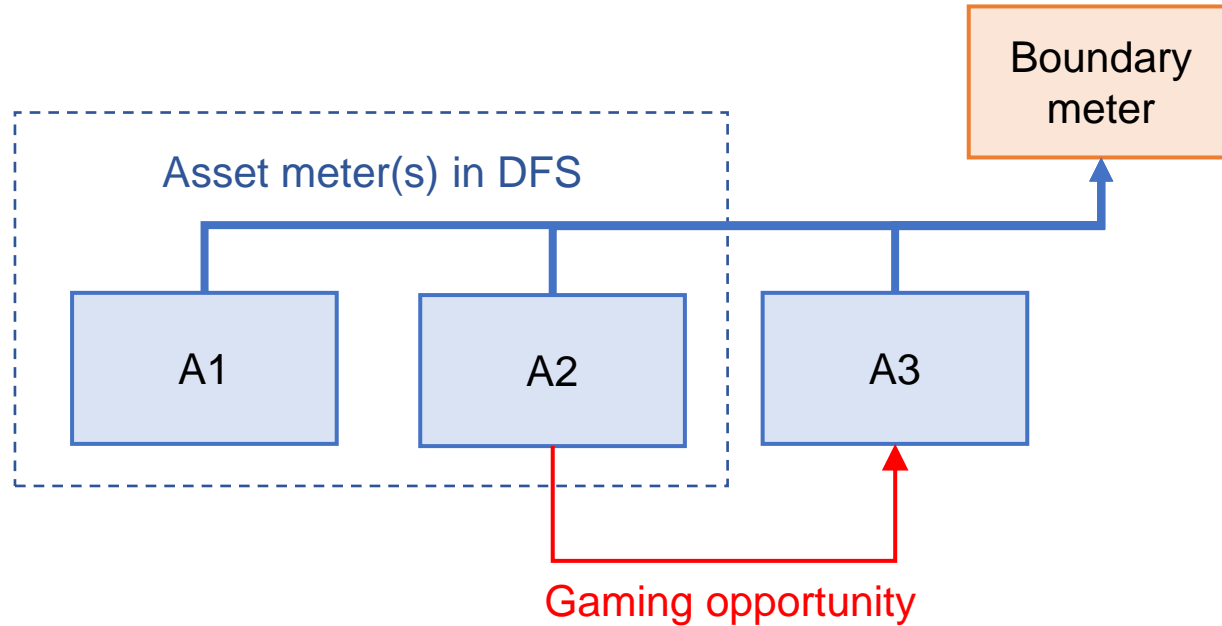 Boundary
meter
Asset meter(s) in DFS
A1
A2
A3
Gaming opportunity